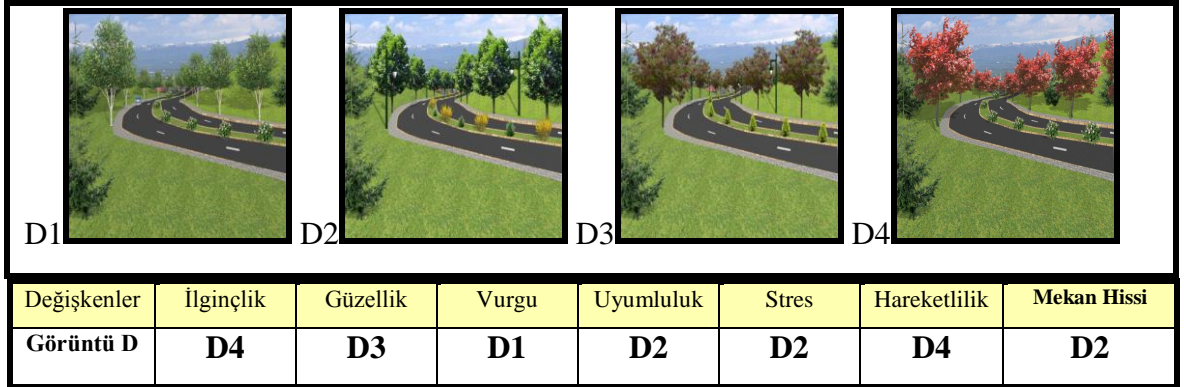 D1 D2 D3 D4
Değişkenler İlginçlik Güzellik Vurgu Uyumluluk Stres Hareketlilik Mekan Hissi
Görüntü D D4 D3 D1 D2 D2 D4 D2